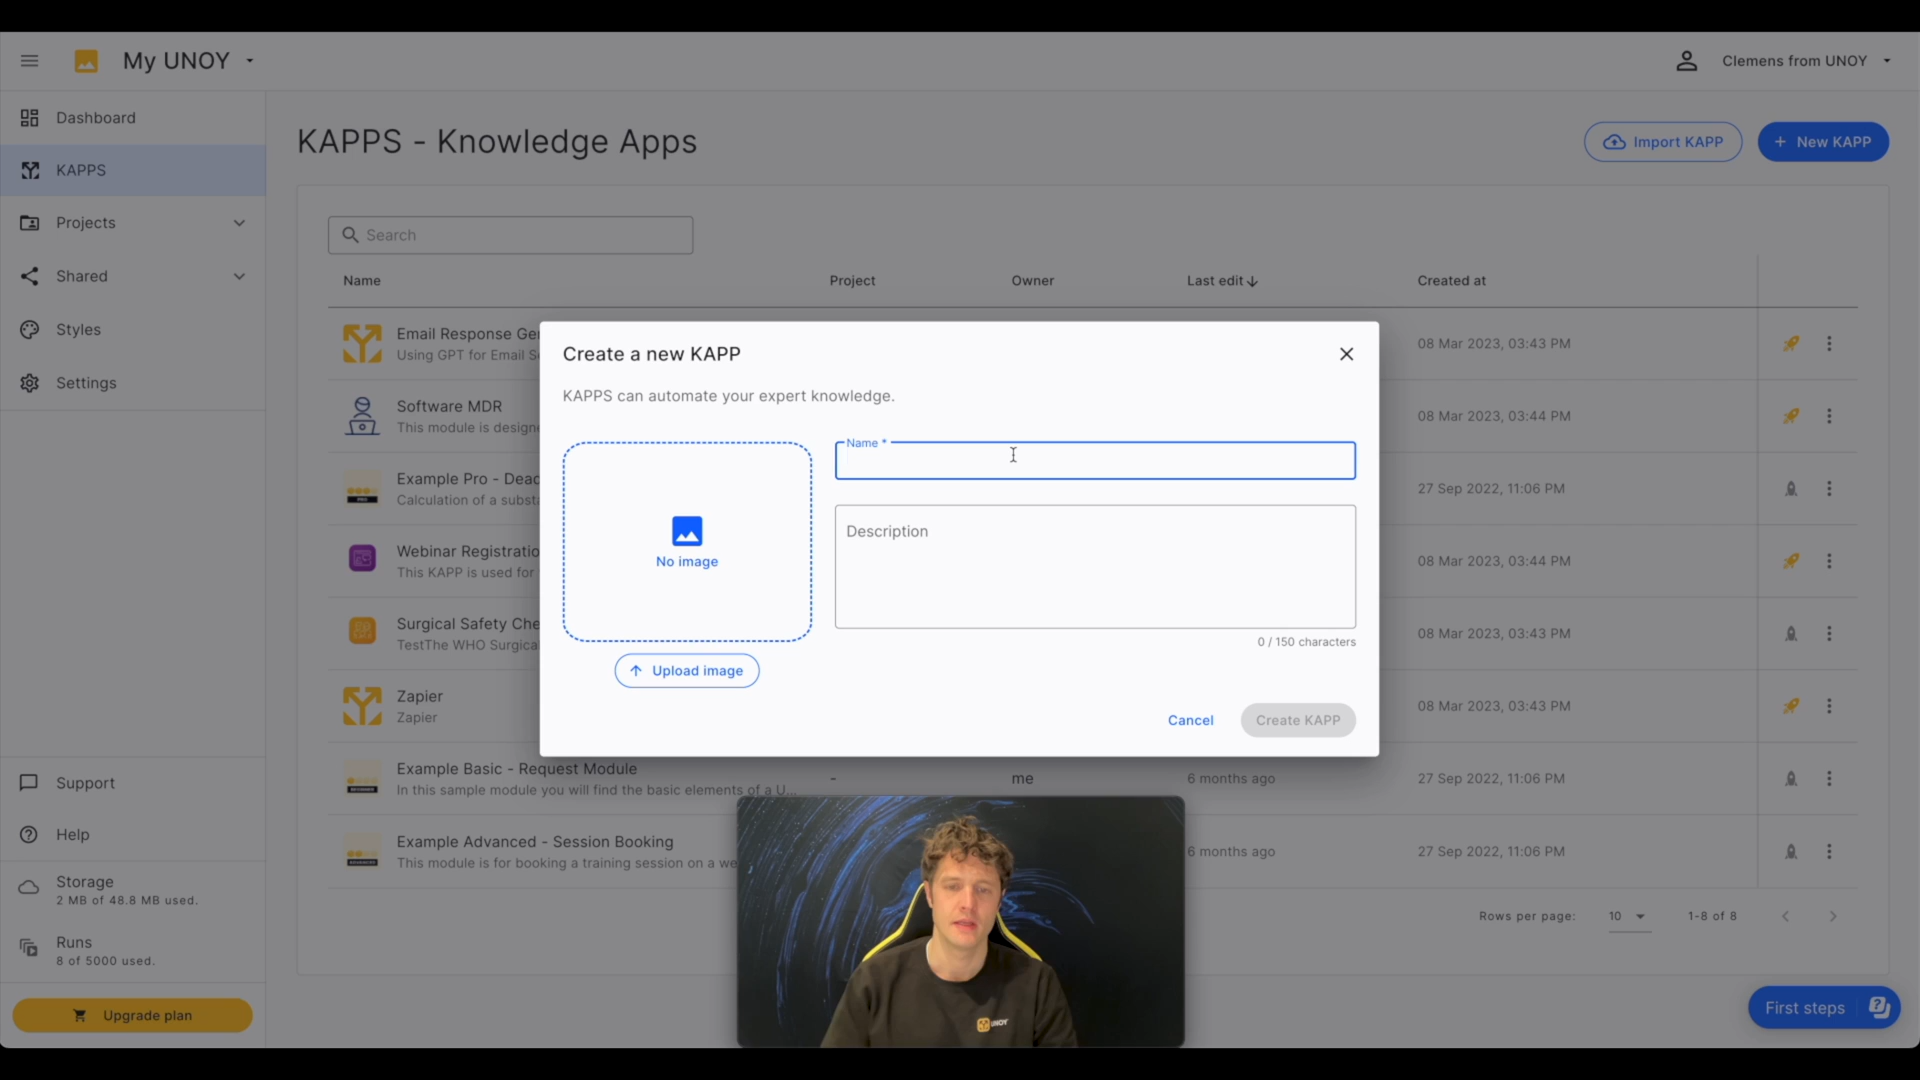 My UNOY
Clemens from UNOY
Dashboard
KAPPS
Projects
Shared
Styles
Settings
Support
Help
Storage
2 MB of 48.8 MB used.
Runs
8 of 5000 used.
Upgrade plan
KAPPS - Knowledge Apps
Import KAPP
+ New KAPP
Search
Name Project Owner Last edit Created at
Email Response Ge
Using GPT for Email S
08 Mar 2023, 03:43 PM
Software MDR
This module is design
08 Mar 2023, 03:44 PM
Example Pro - Dead
Calculation of a subst
27 Sep 2022, 11:06 PM
Webinar Registratio
This KAPP is used for
08 Mar 2023, 03:44 PM
Surgical Safety Che
TestThe WHO Surgica
08 Mar 2023, 03:43 PM
Zapier
Zapier
08 Mar 2023, 03:43 PM
Example Basic - Request Module
In this sample module you will find the basic elements of a U...
- me 6 months ago 27 Sep 2022, 11:06 PM
Example Advanced - Session Booking
This module is for booking a training session on a we
6 months ago 27 Sep 2022, 11:06 PM
Create a new KAPP
KAPPS can automate your expert knowledge.
No image
Upload image
Name *
Description
0 / 150 characters
Cancel
Create KAPP
Rows per page: 10 1-8 of 8
First steps
UNOY